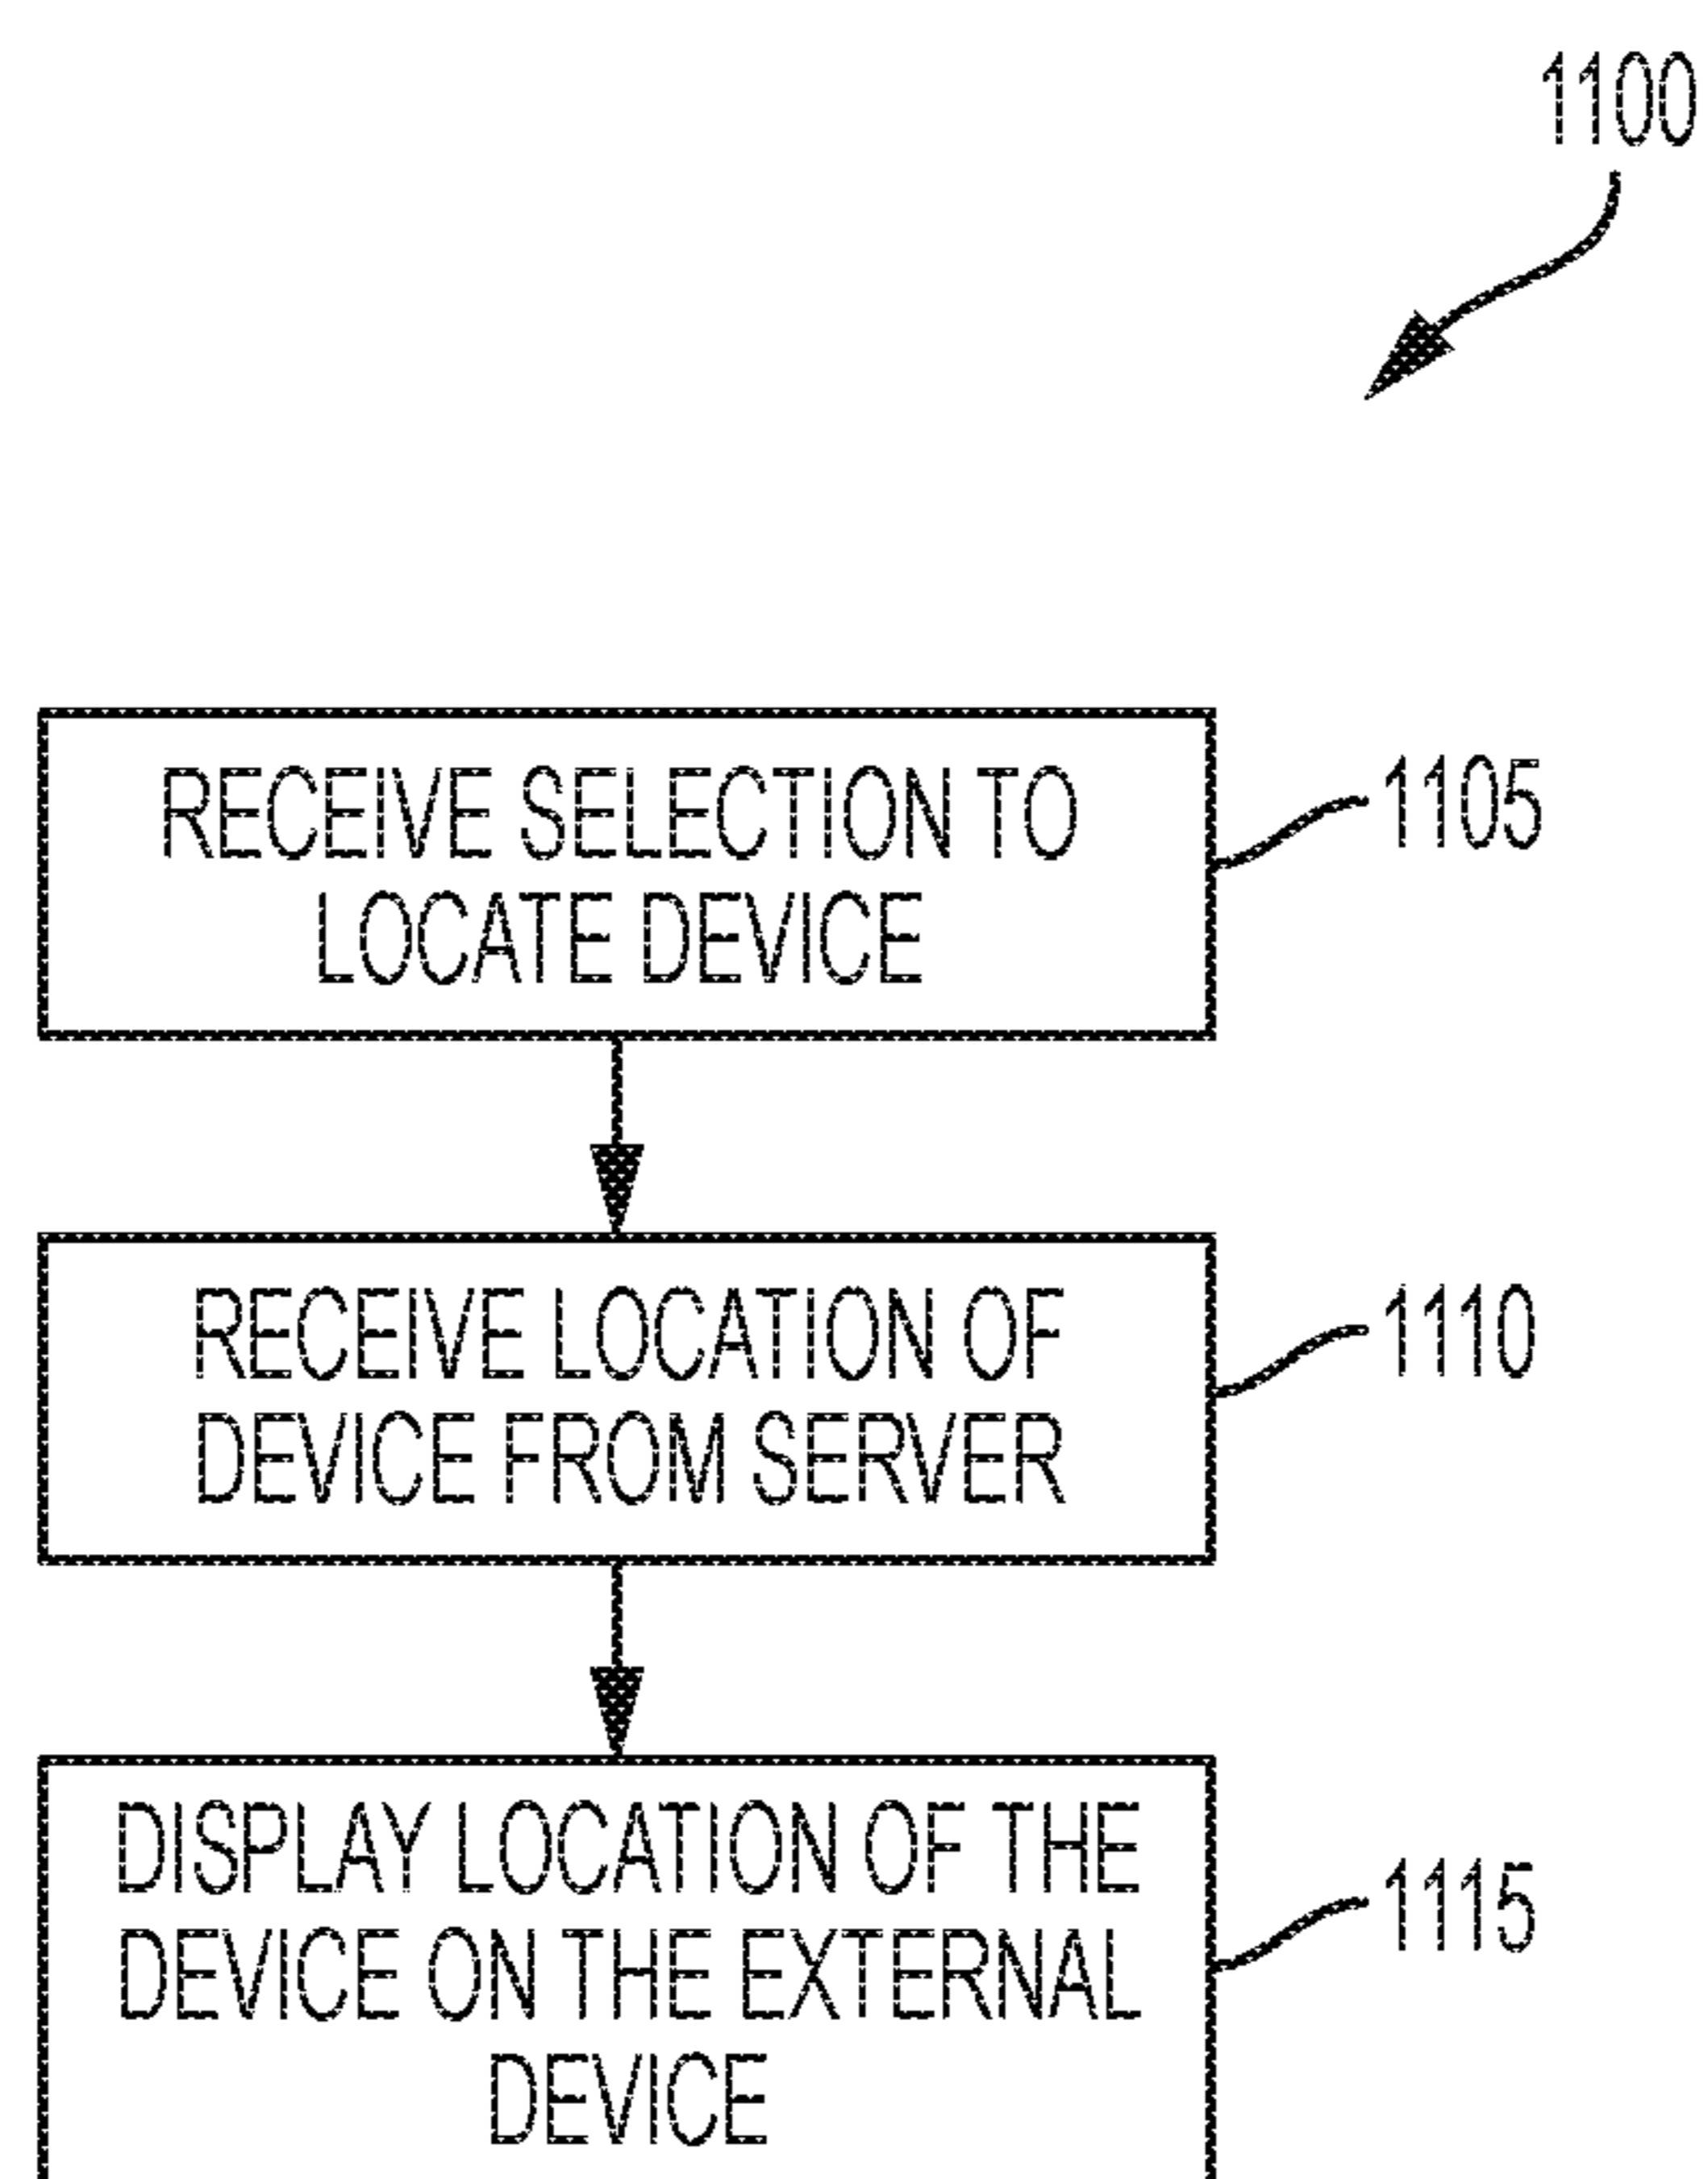 1100
RECEIVE SELECTION TO
LOCATE DEVICE
1105
RECEIVE LOCATION OF
DEVICE FROM SERVER
1110
DISPLAY LOCATION OF THE
DEVICE ON THE EXTERNAL
DEVICE
1115